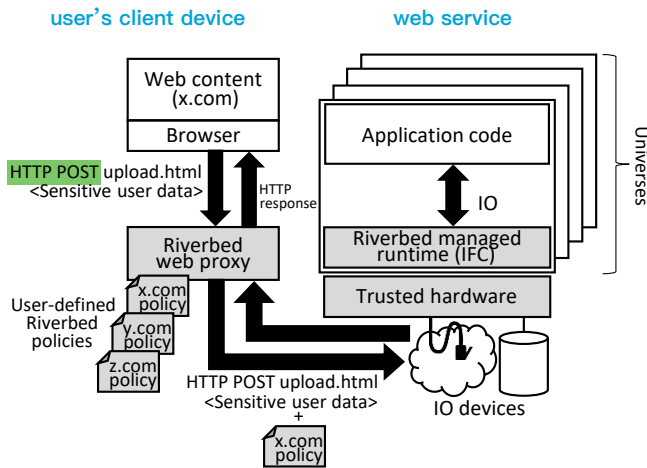 user's client device
web service
Web content
(x.com)
Browser
HTTP POST upload.html
<Sensitive user data>
HTTP
response
Riverbed
web proxy
User-defined
Riverbed
policies
x.com
policy
y.com
policy
z.com
policy
HTTP POST upload.html
<Sensitive user data>
+
x.com
policy
Application code
IO
Riverbed managed
runtime (IFC)
Trusted hardware
IO devices
Universes